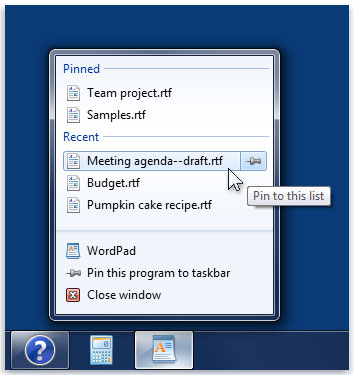 Pinned
Team project.rtf
Samples.rtf
Recent
Meeting agenda--draft.rtf
Budget.rtf
Pin to this list
Pumpkin cake recipe.rtf
WordPad
Pin this program to taskbar
Close window